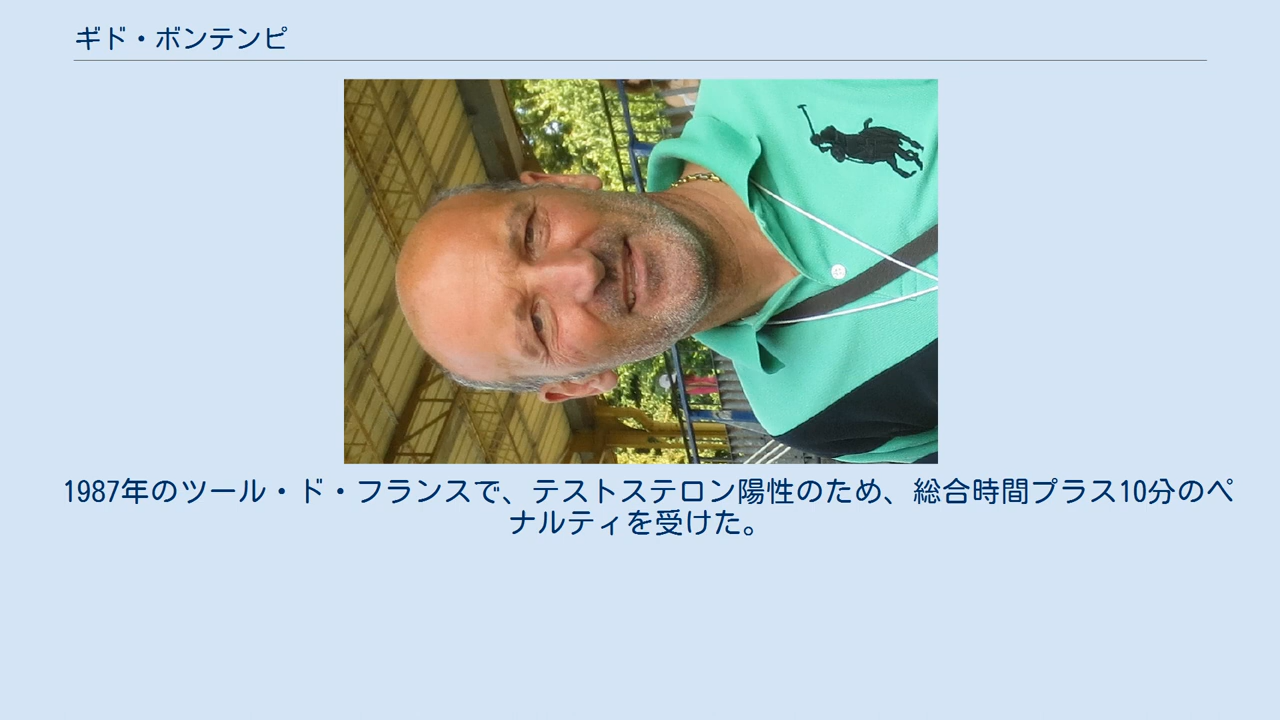 ギド・ボンテンピ
1987年のツール・ド・フランスで、テストステロン陽性のため、総合時間プラス10分のペ
ナルティを受けた。